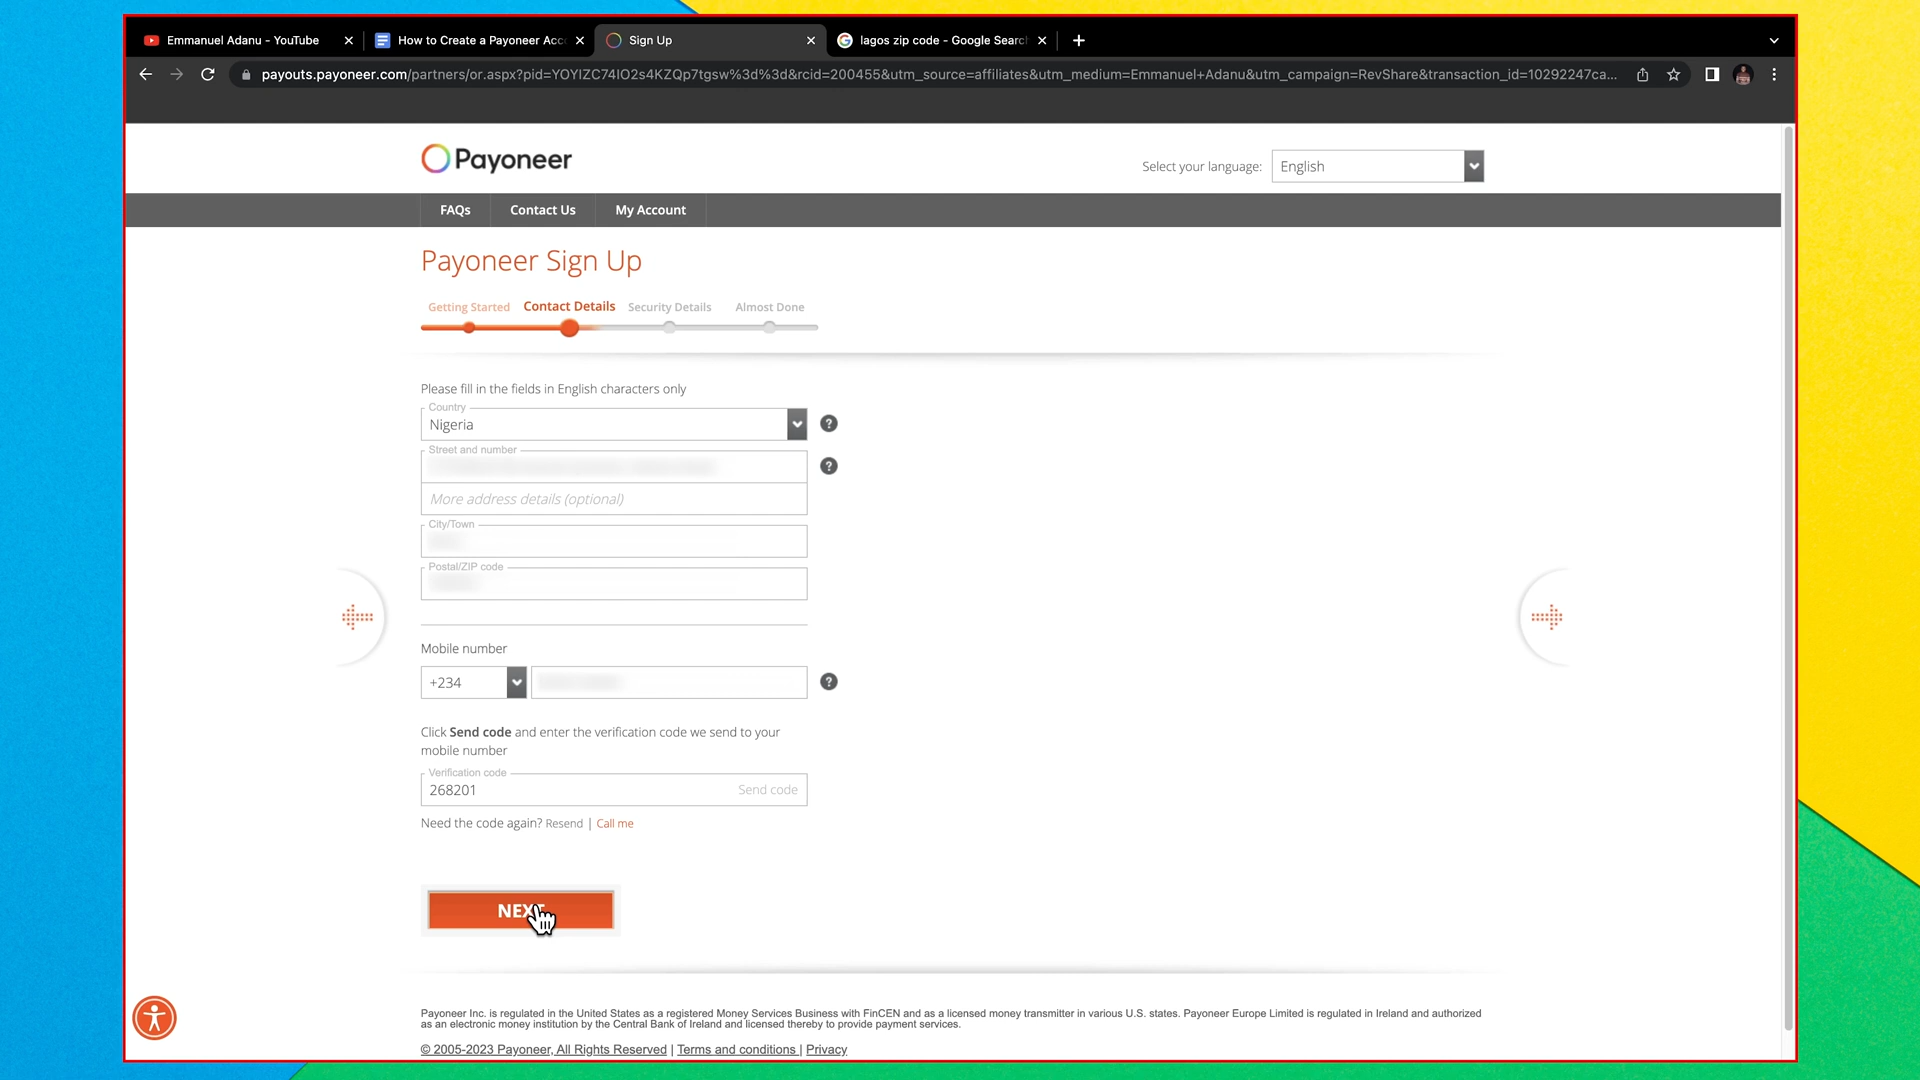 Emmanuel Adanu - YouTube
How to Create a Payoneer Acc
Sign Up
lagos zip code - Google Search
payouts.payoneer.com/partners/or.aspx?pid=YOYIZC74IO2s4KZQp7tgsw%3d%3d&rcid=200455&utm_source=affiliates&utm_medium=Emmanuel+Adanu&utm_campaign=RevShare&transaction_id=10292247ca...
Payoneer
Select your language:
English
FAQs
Contact Us
My Account
Payoneer Sign Up
Getting Started
Contact Details
Security Details
Almost Done
Please fill in the fields in English characters only
Country
Nigeria
?
Street and number
?
More address details (optional)
City/Town
Postal/ZIP code
Mobile number
+234
?
Click Send code and enter the verification code we send to your
mobile number
Verification code
268201
Send code
Need the code again? Resend | Call me
NEXT
Payoneer Inc. is regulated in the United States as a registered Money Services Business with FinCEN and as a licensed money transmitter in various U.S. states. Payoneer Europe Limited is regulated in Ireland and authorized
as an electronic money institution by the Central Bank of Ireland and licensed thereby to provide payment services.
© 2005-2023 Payoneer, All Rights Reserved | Terms and conditions | Privacy